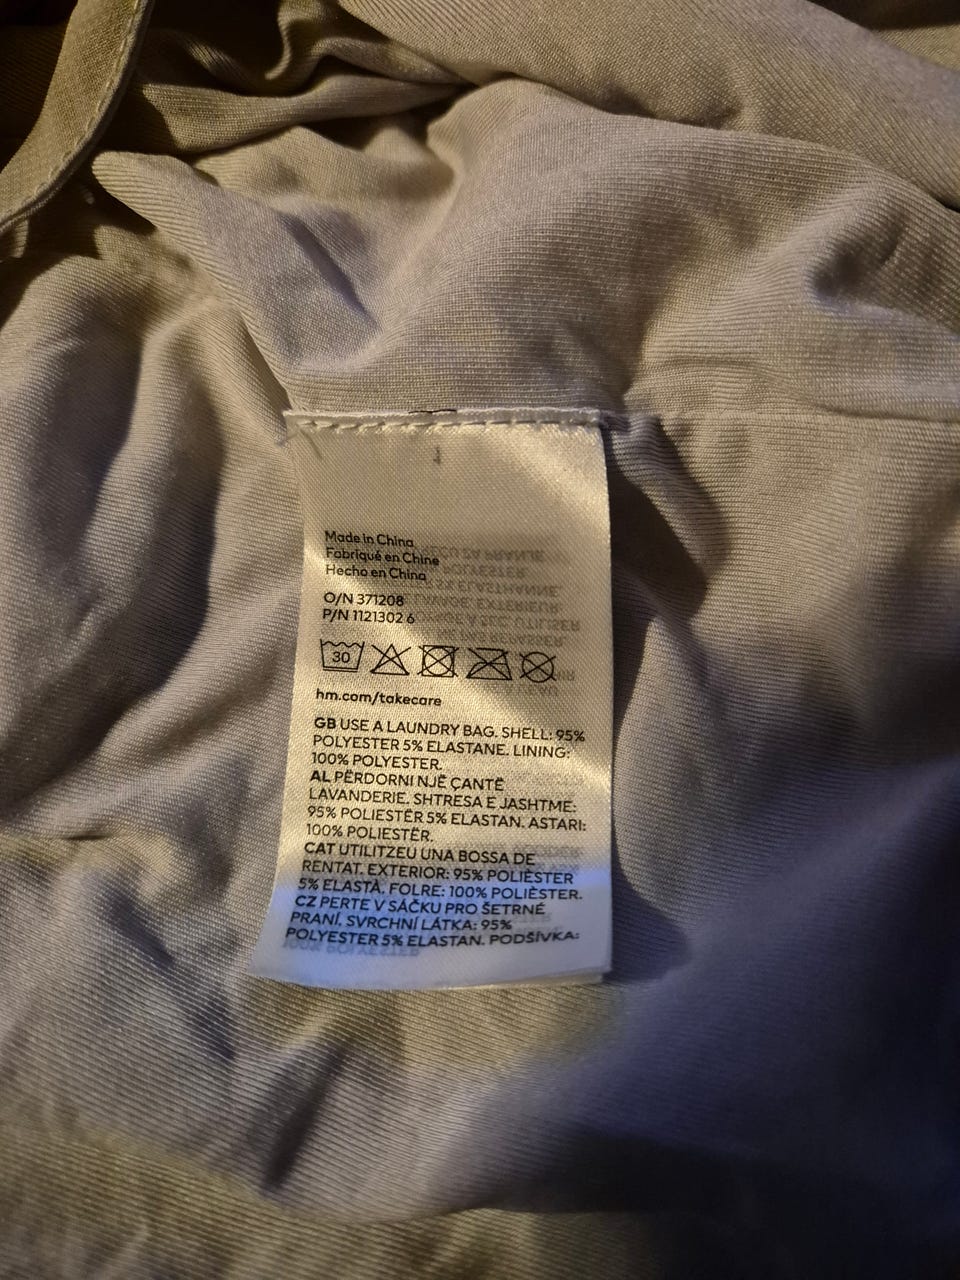 Made in China
Fabriqué en Chine
Hecho en China
O/N 371208
P/N 1121302 6
30
hm.com/takecare
GB USE A LAUNDRY BAG. SHELL: 95%
POLYESTER 5% ELASTANE. LINING:
100% POLYESTER.
AL PËRDORNI NJË ÇANTË
LAVANDERIE. SHTRESA E JASHTME:
95% POLIESTËR 5% ELASTAN. ASTARI:
100% POLIESTËR.
CAT UTILITZEU UNA BOSSA DE
RENTAT. EXTERIOR: 95% POLIÈSTER
5% ELASTÀ. FOLRE: 100% POLIÈSTER.
CZ PERTE V SÁČKU PRO ŠETRNÉ
PRANÍ. SVRCHNÍ LÁTKA: 95%
POLYESTER 5% ELASTAN. PODŠÍVKA: